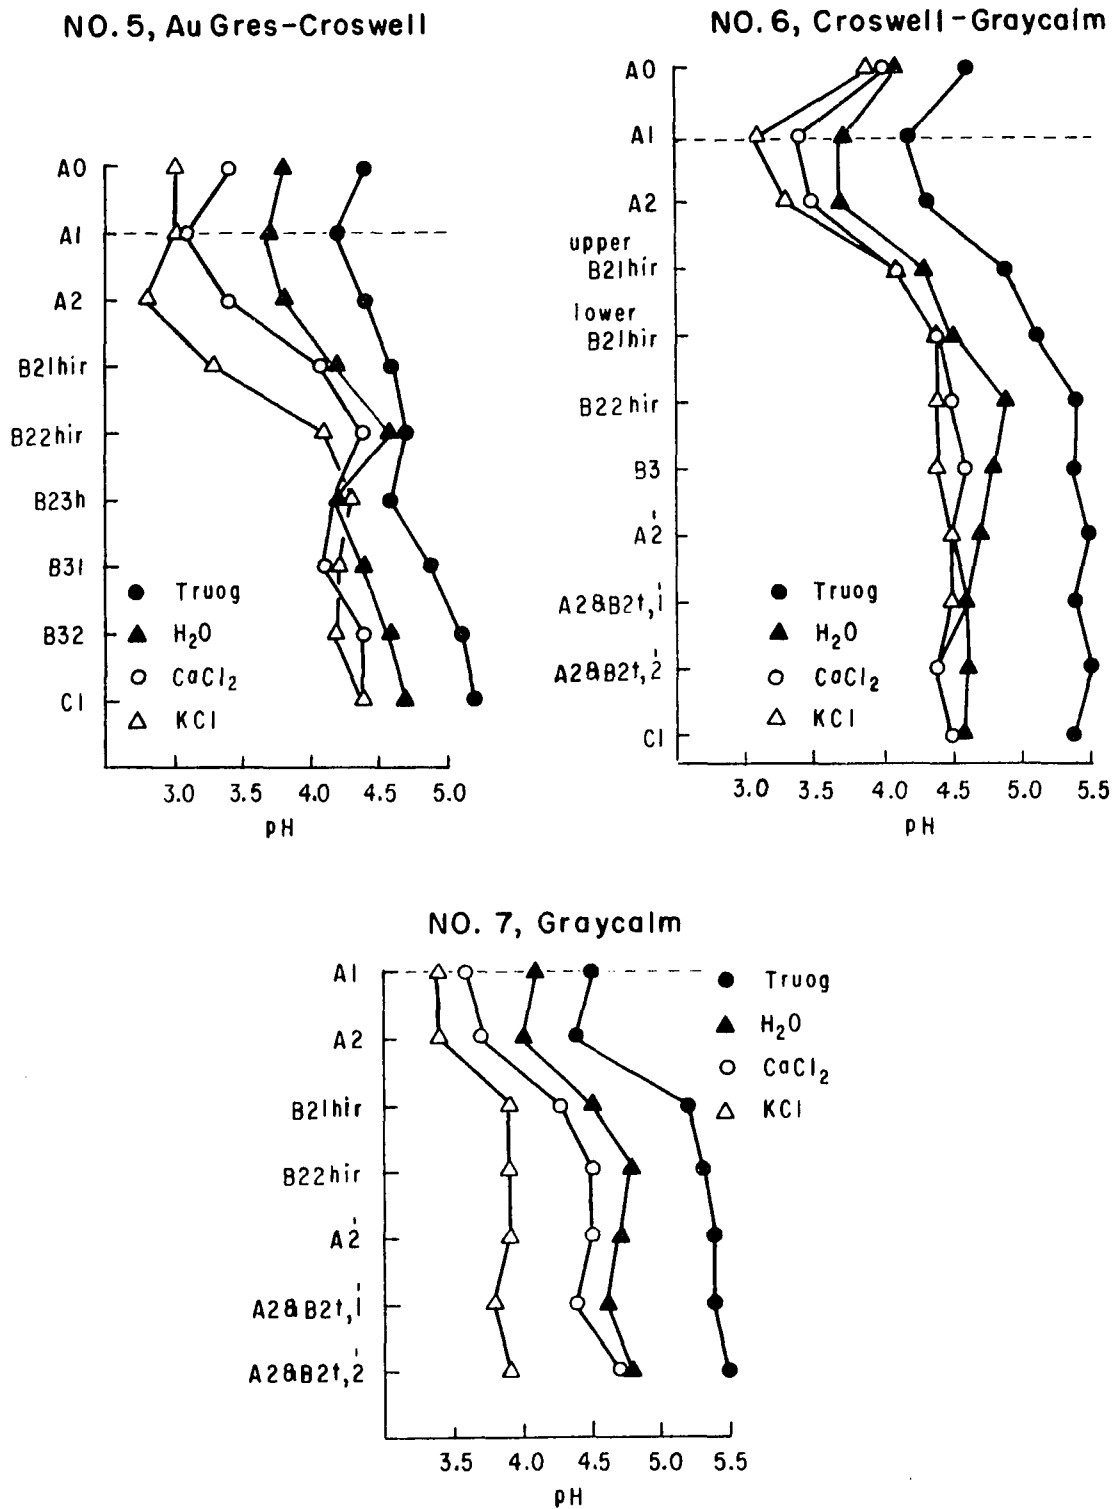 NO. 5, Au Gres-Croswell
A0
A1
A2
B21hir
B22hir
B23h
B31
B32
C1
Truog
H₂O
CaCl₂
KCl
3.0 3.5 4.0 4.5 5.0
pH
NO. 6, Croswell-Graycalm
A0
A1
A2
upper
B21hir
lower
B21hir
B22hir
B3
A'2
A2&B2t,'1
A2&B2t,'2
C1
Truog
H₂O
CaCl₂
KCl
3.0 3.5 4.0 4.5 5.0 5.5
pH
NO. 7, Graycalm
A1
A2
B21hir
B22hir
A'2
A2&B2t,'1
A2&B2t,'2
Truog
H₂O
CaCl₂
KCl
3.5 4.0 4.5 5.0 5.5
pH